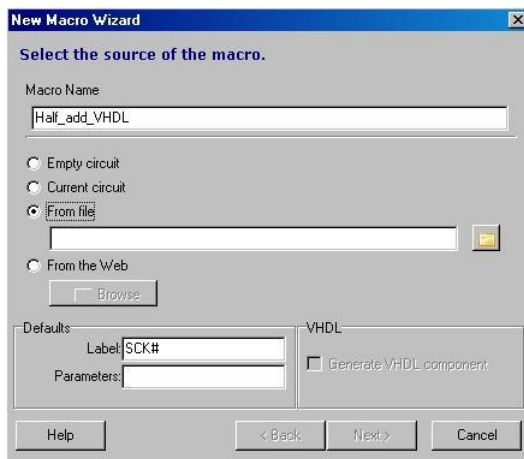 New Macro Wizard
Select the source of the macro.
Macro Name
Half_add_VHDL
Empty circuit
Current circuit
From file
From the Web
Browse
Defaults
Label: SCK#
Parameters:
VHDL
Generate VHDL component
Help
< Back
Next >
Cancel